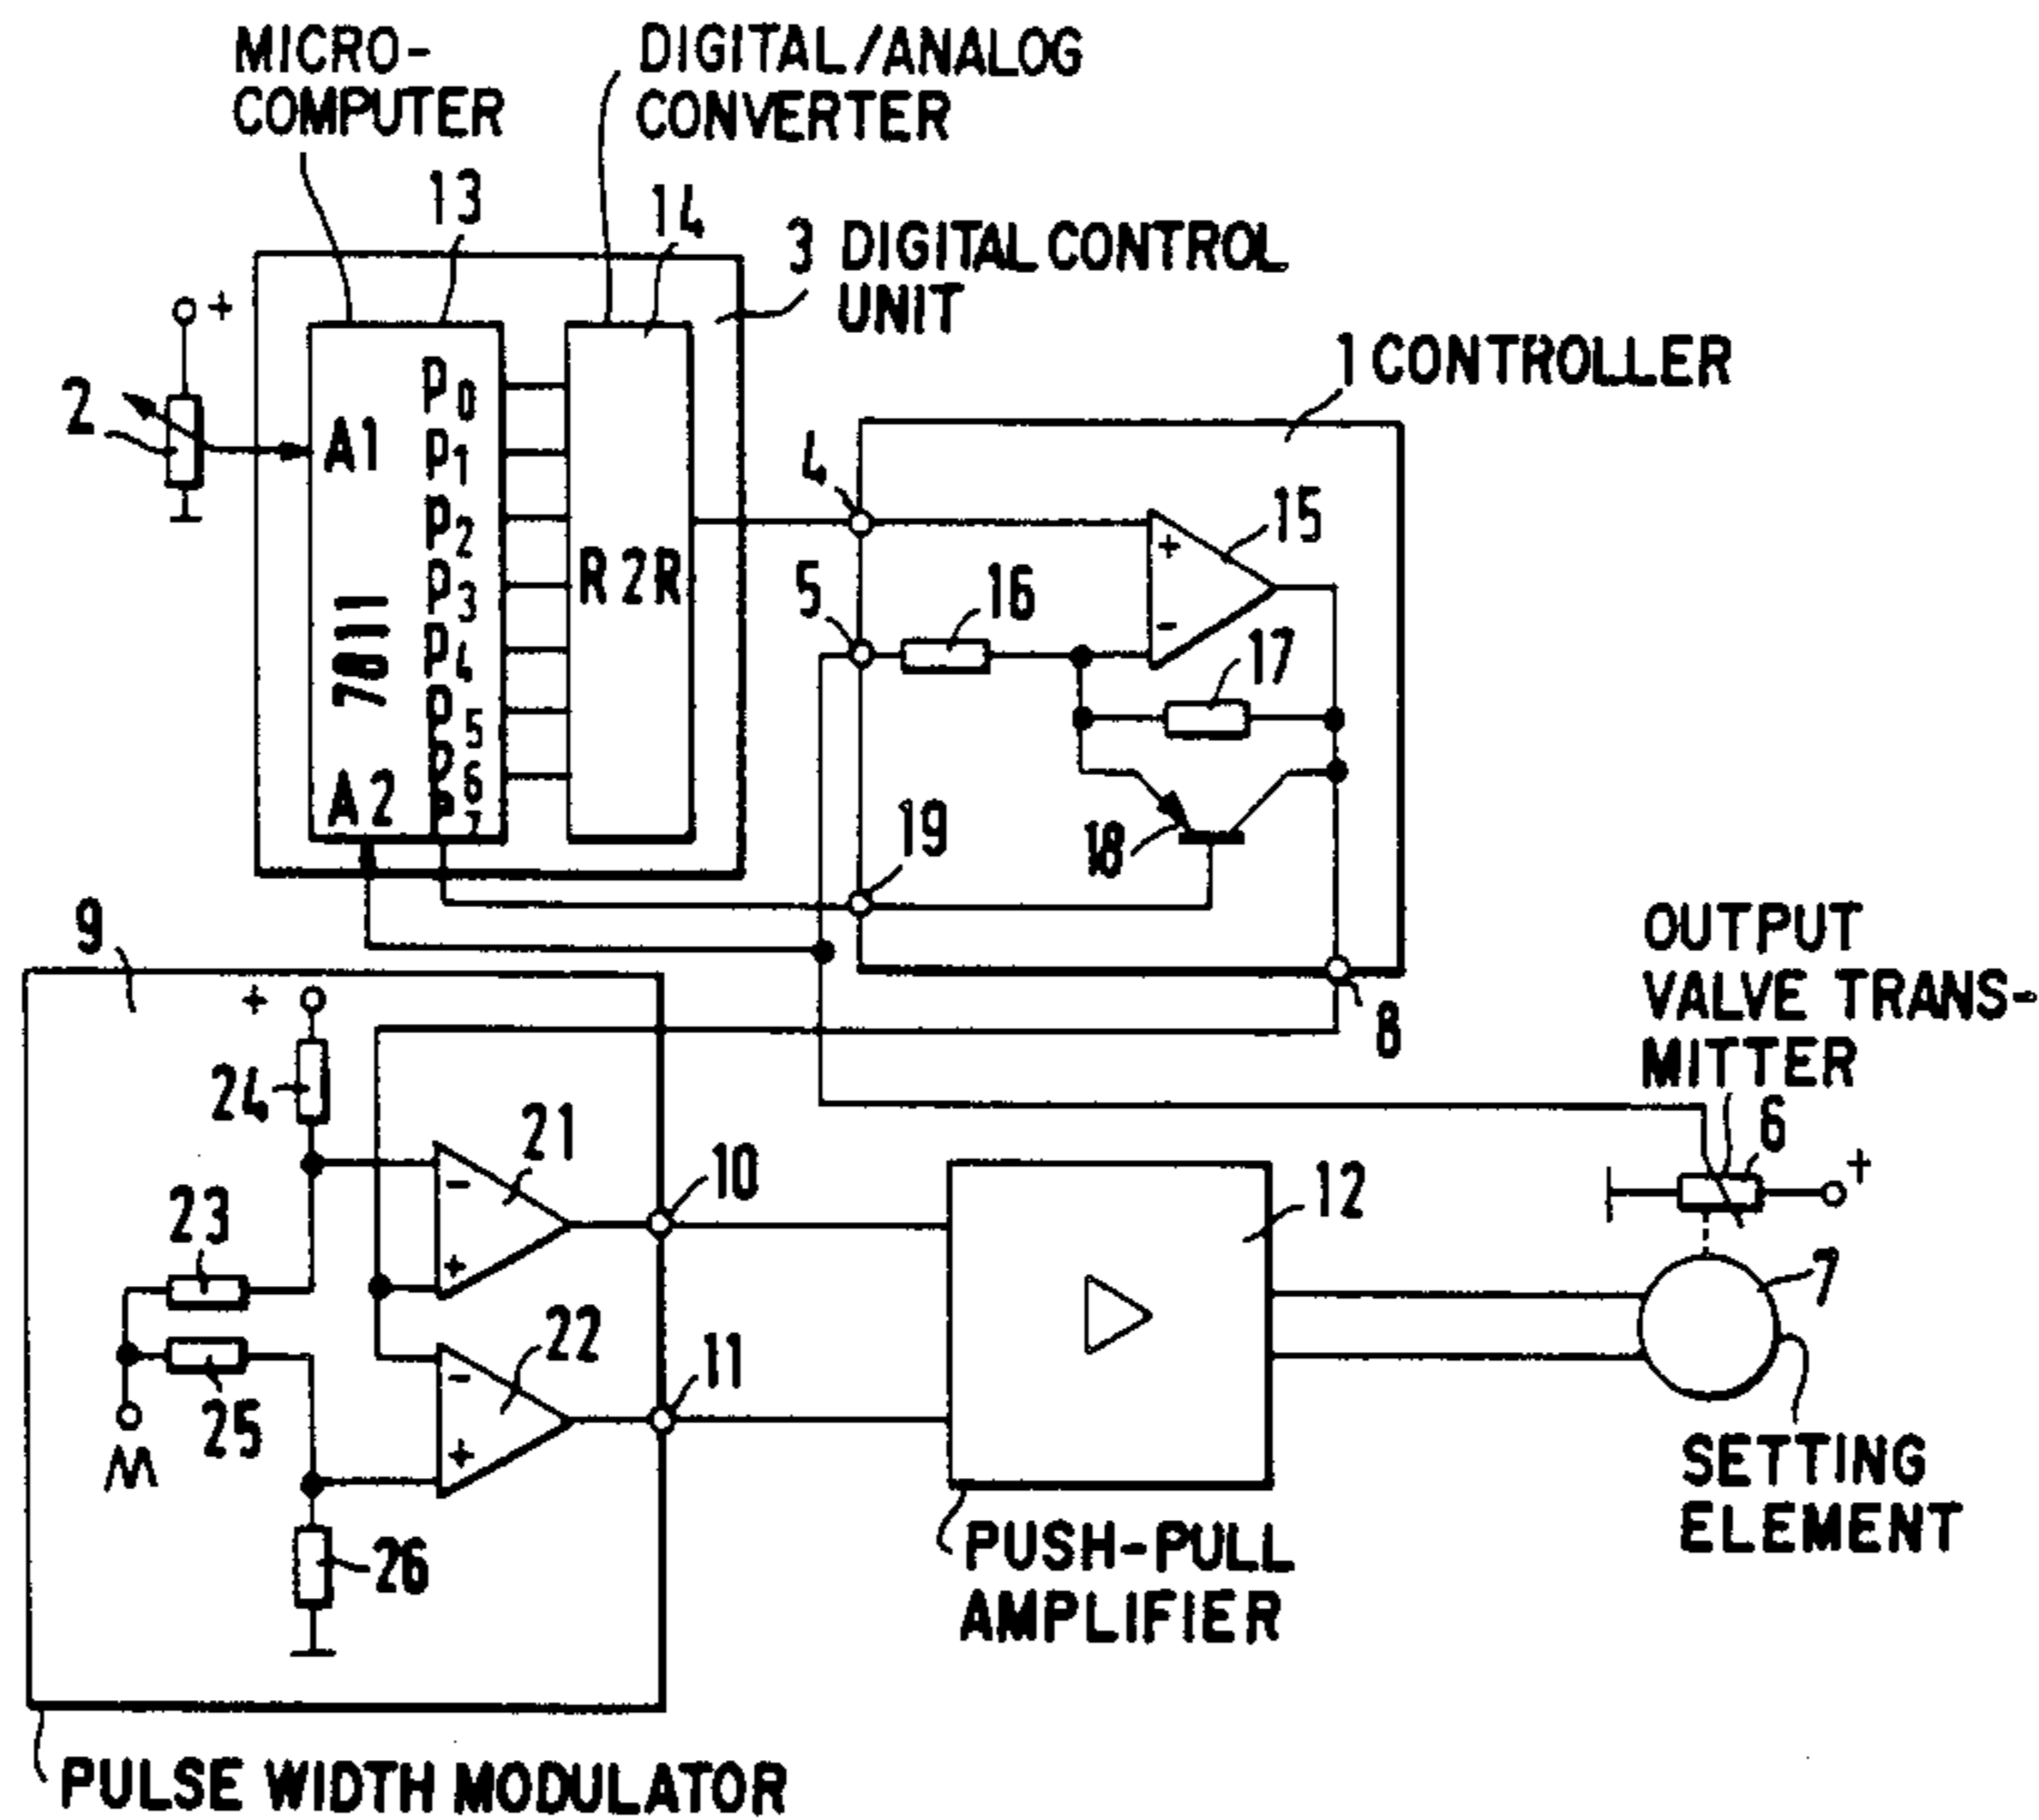 MICRO-
COMPUTER
DIGITAL/ANALOG
CONVERTER
13
14
3 DIGITAL CONTROL
UNIT
+
2
A1
P0
P1
P2
P3
P4
P5
P6
P7
7811
A2
R2R
1 CONTROLLER
4
5
16
+
-
15
17
18
19
8
9
+
24
21
-
+
10
23
22
-
+
11
25
26
12
OUTPUT
VALVE TRANS-
MITTER
6
+
7
SETTING
ELEMENT
PUSH-PULL
AMPLIFIER
PULSE WIDTH MODULATOR